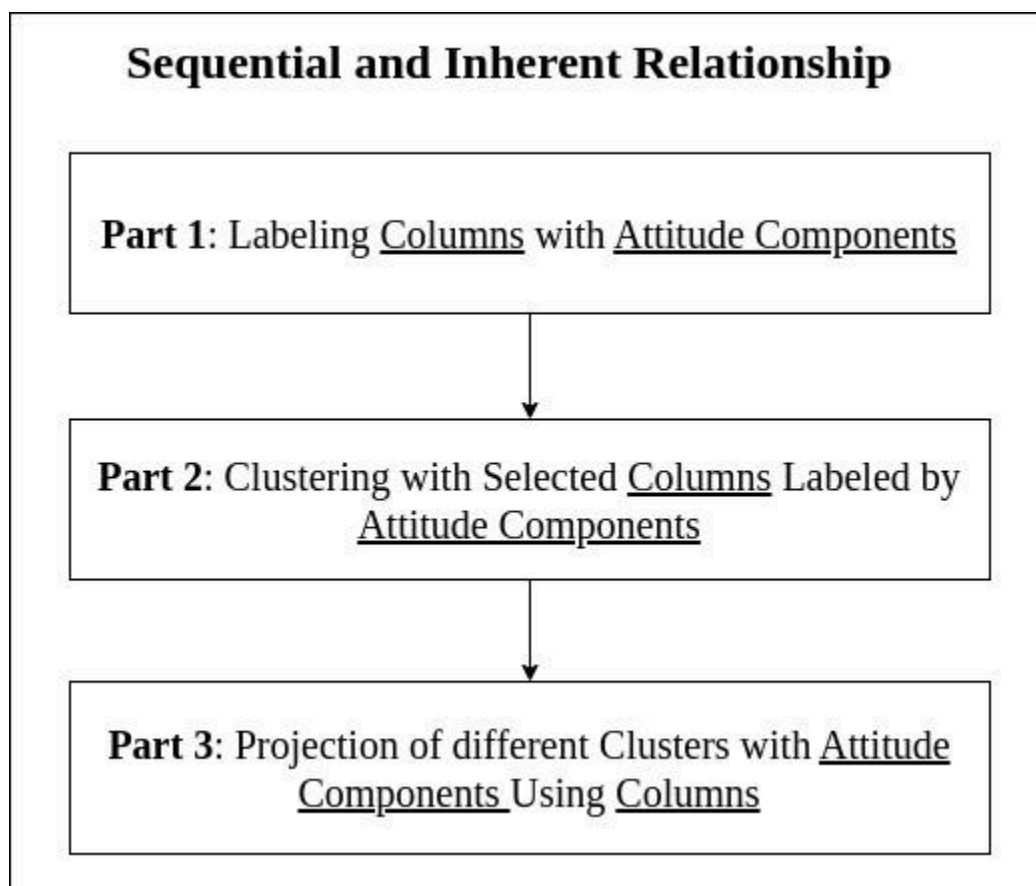 Sequential and Inherent Relationship
Part 1: Labeling Columns with Attitude Components
Part 2: Clustering with Selected Columns Labeled by
Attitude Components
Part 3: Projection of different Clusters with Attitude
Components Using Columns